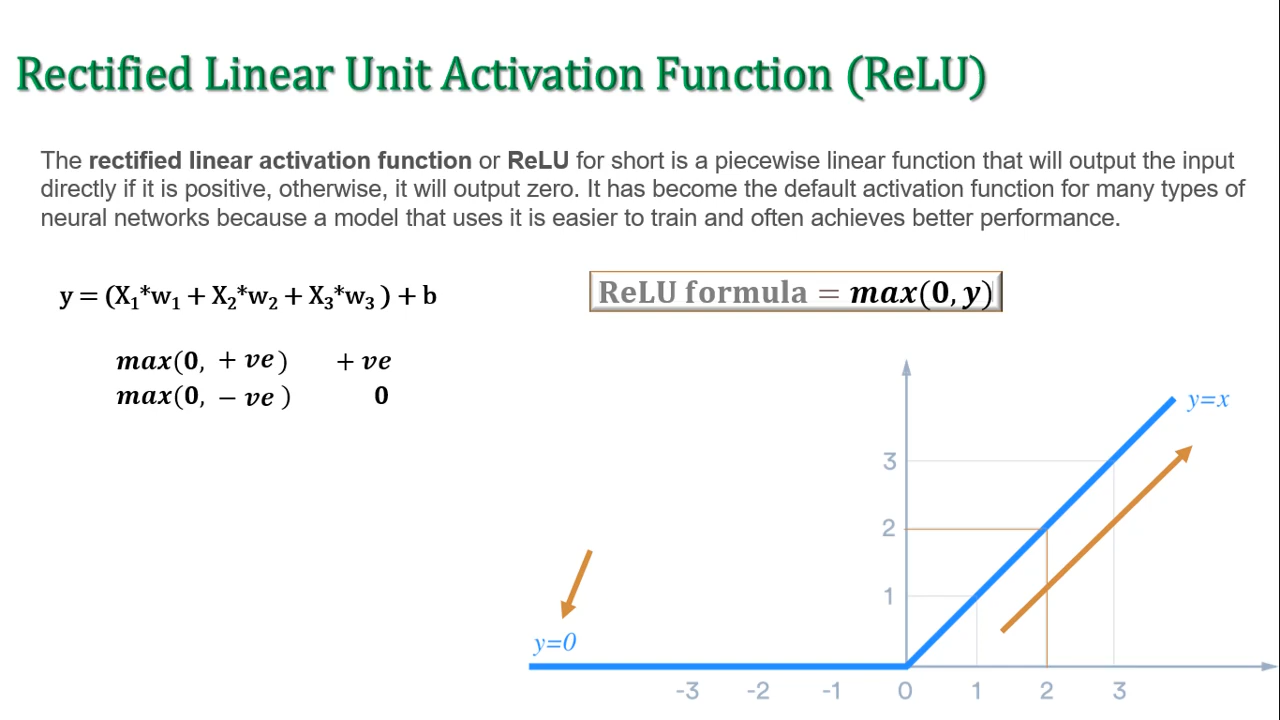 Rectified Linear Unit Activation Function (ReLU)
The rectified linear activation function or ReLU for short is a piecewise linear function that will output the input
directly if it is positive, otherwise, it will output zero. It has become the default activation function for many types of
neural networks because a model that uses it is easier to train and often achieves better performance.
y = (X₁*w₁ + X₂*w₂ + X₃*w₃ ) + b
ReLU formula = max(0, y)
max(0, + ve) + ve
max(0, − ve ) 0
y=x
3
2
1
y=0
-3 -2 -1 0 1 2 3